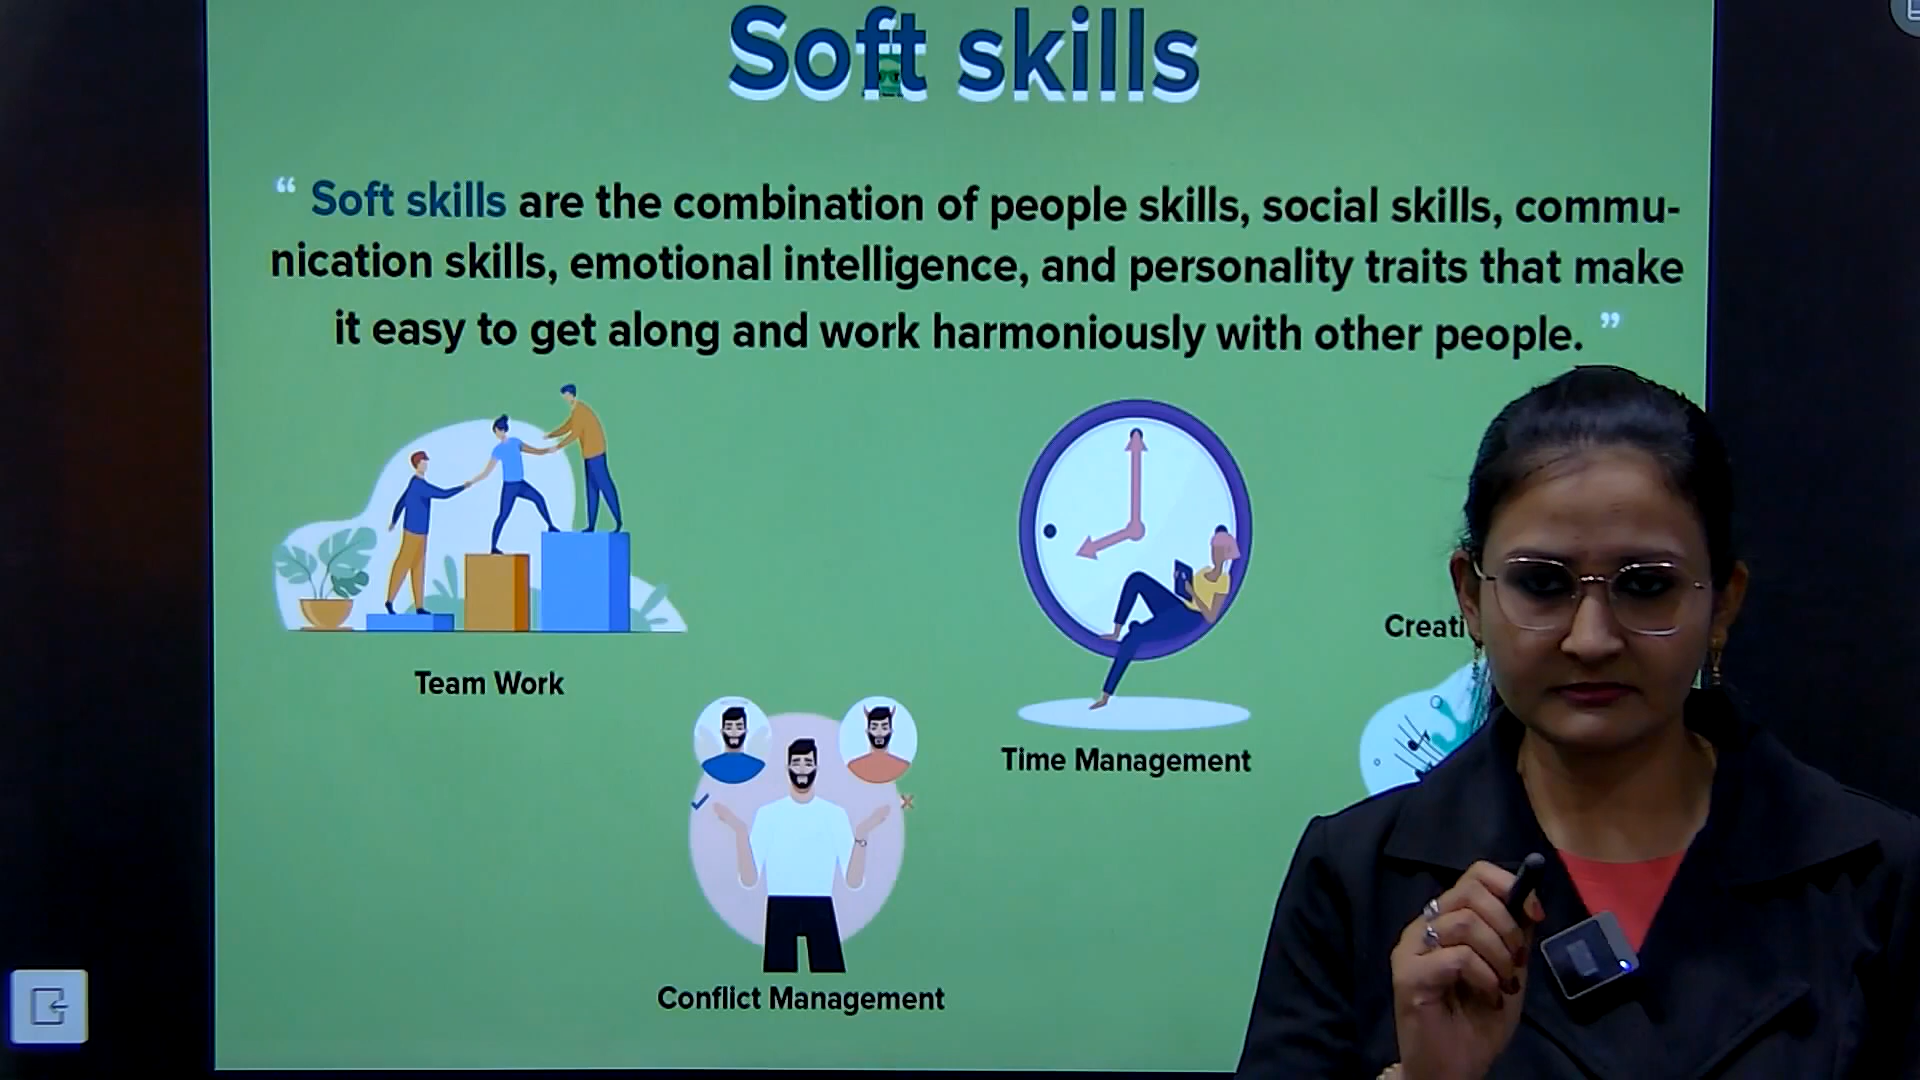 Soft skills
“ Soft skills are the combination of people skills, social skills, commu-
nication skills, emotional intelligence, and personality traits that make
it easy to get along and work harmoniously with other people. ”
Creati
Team Work
Time Management
Conflict Management